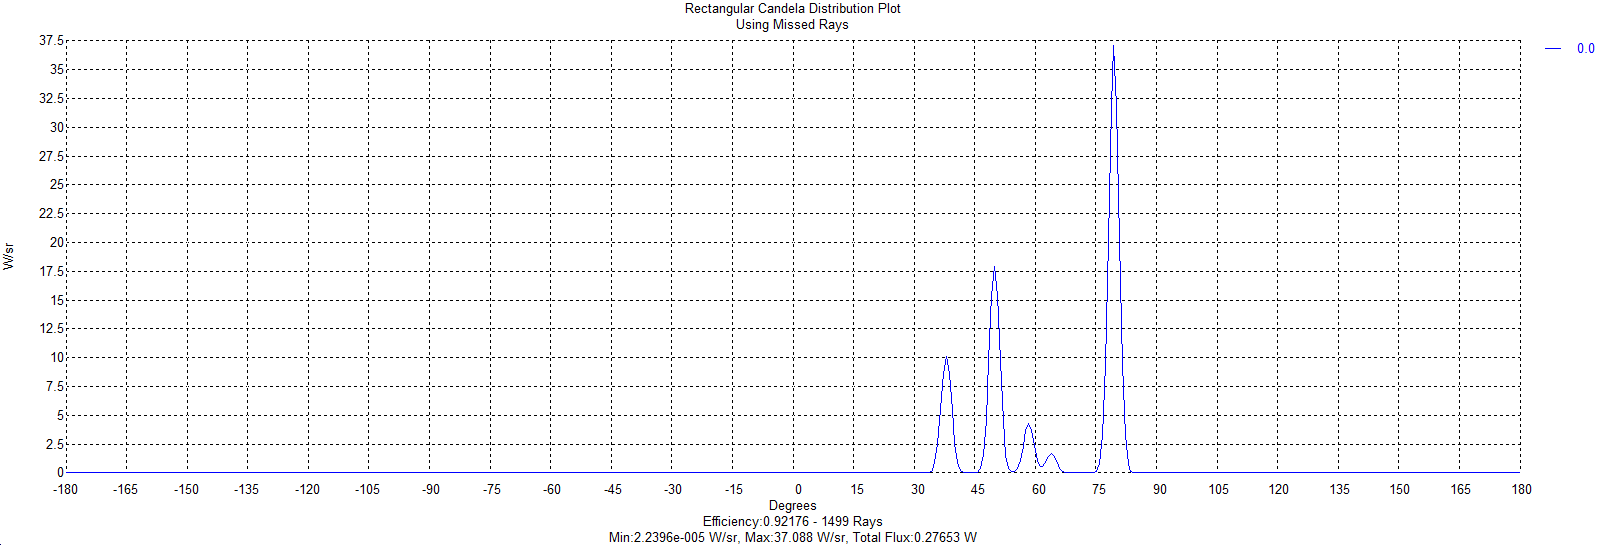 Rectangular Candela Distribution Plot
Using Missed Rays
37.5
35
32.5
30
27.5
25
22.5
20
17.5
15
12.5
10
7.5
5
2.5
0
W/sr
-180 -165 -150 -135 -120 -105 -90 -75 -60 -45 -30 -15 0 15 30 45 60 75 90 105 120 135 150 165 180
Degrees
Efficiency:0.92176 - 1499 Rays
Min:2.2396e-005 W/sr, Max:37.088 W/sr, Total Flux:0.27653 W
0.0